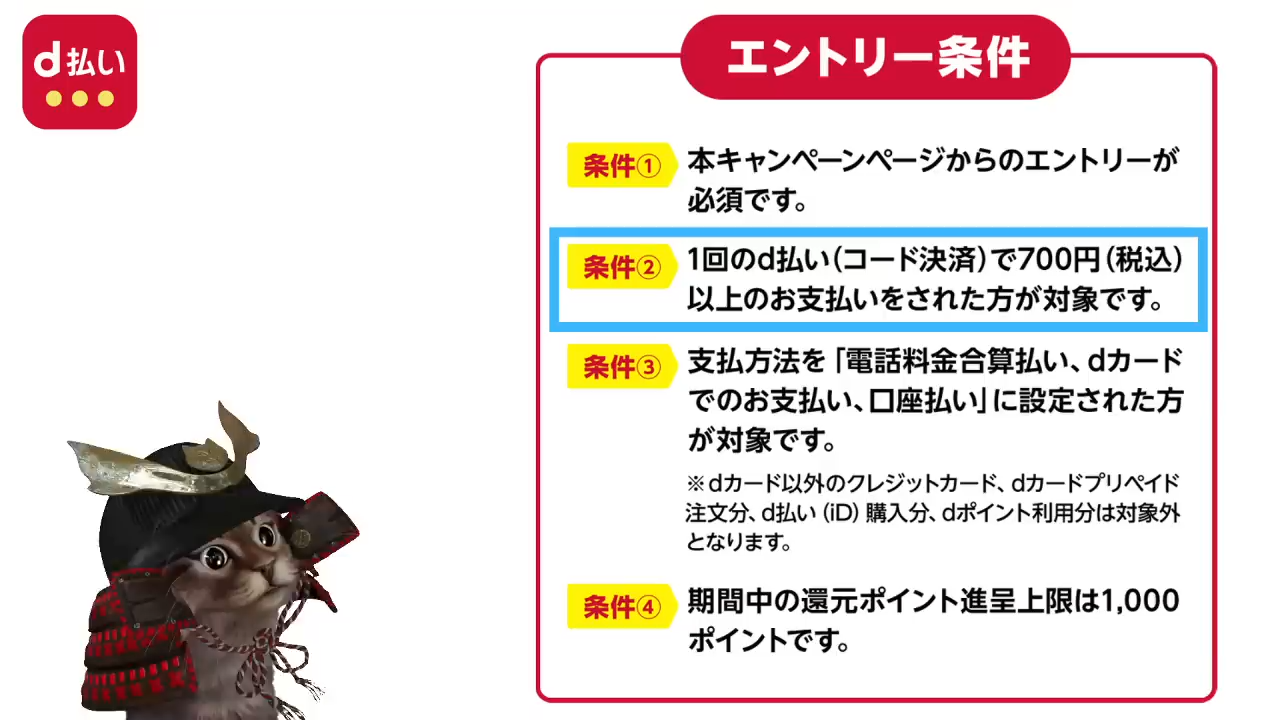 d払い
エントリー条件
条件①
本キャンペーンページからのエントリーが
必須です。
条件②
1回のd払い(コード決済)で700円(税込)
以上のお支払いをされた方が対象です。
条件③
支払方法を「電話料金合算払い、dカード
でのお支払い、口座払い」に設定された方
が対象です。
※dカード以外のクレジットカード、dカードプリペイド
注文分、d払い(iD)購入分、dポイント利用分は対象外
となります。
条件④
期間中の還元ポイント進呈上限は1,000
ポイントです。